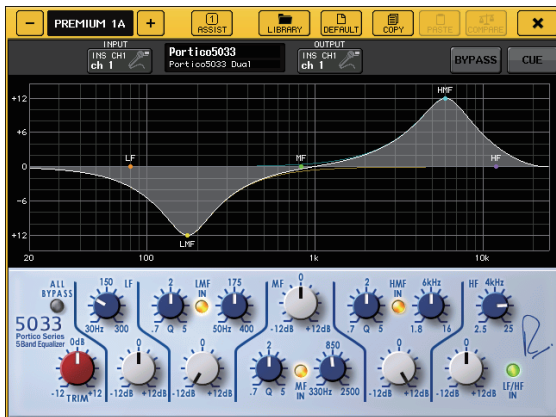 PREMIUM 1A
1
ASSIST
LIBRARY
DEFAULT
COPY
PASTE
COMPARE
INPUT
INS CH1
ch 1
Portico5033
Portico5033 Dual
OUTPUT
INS CH1
ch 1
BYPASS
CUE
+12
+6
0
+6
+12
LF
LMF
MF
HMF
HF
20
100
1k
10k
ALL
BYPASS
150
LF
30Hz
300
2
.7 Q 5
LMF
IN
175
50Hz
400
MF
0
-12dB
+12dB
2
.7 Q 5
HMF
IN
6kHz
1.8
16
HF
4kHz
2.5
25
5033
Portico Series
5Band Equalizer
0dB
-12
+12
TRIM
0
-12dB
+12dB
0
-12dB
+12dB
2
.7 Q 5
MF
IN
850
330Hz
2500
0
-12dB
+12dB
0
-12dB
+12dB
LF/HF
IN